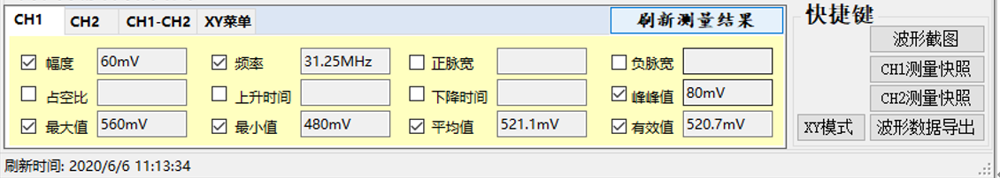 CH1 CH2 CH1-CH2 XY菜单 刷新测量结果 快捷键
波形截图
幅度 60mV 频率 31.25MHz 正脉宽 负脉宽
CH1测量快照
占空比 上升时间 下降时间 峰峰值 80mV
CH2测量快照
最大值 560mV 最小值 480mV 平均值 521.1mV 有效值 520.7mV
XY模式 波形数据导出
刷新时间: 2020/6/6 11:13:34